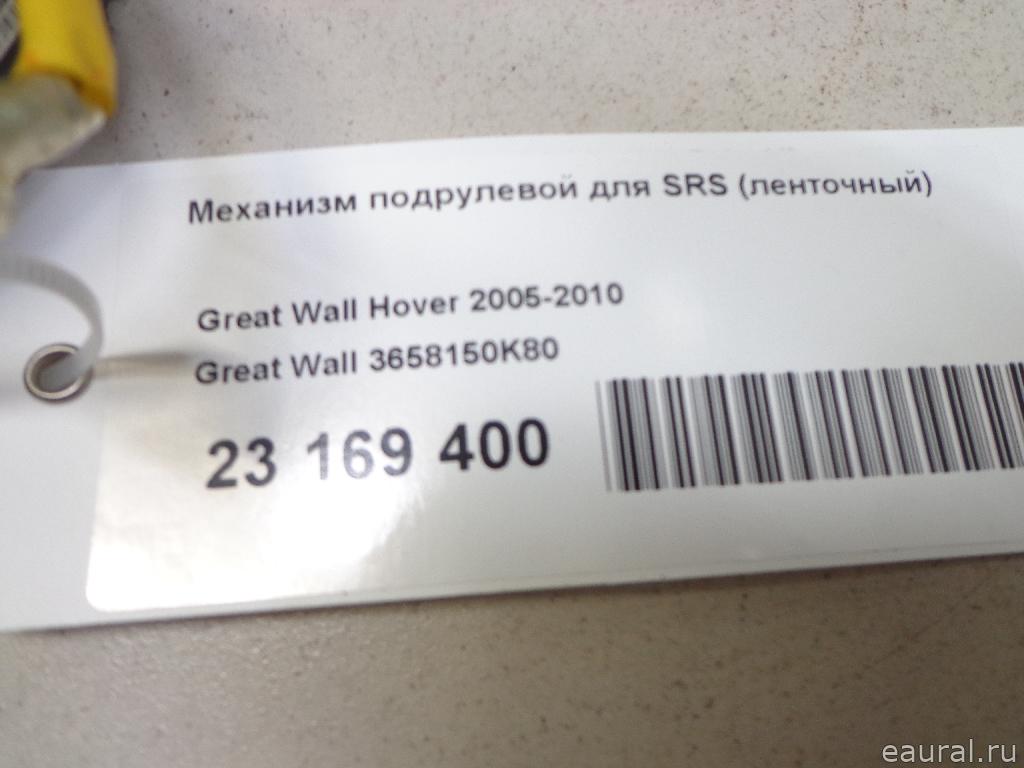 Механизм подрулевой для SRS (ленточный)
Great Wall Hover 2005-2010
Great Wall 3658150K80
23 169 400
eaural.ru